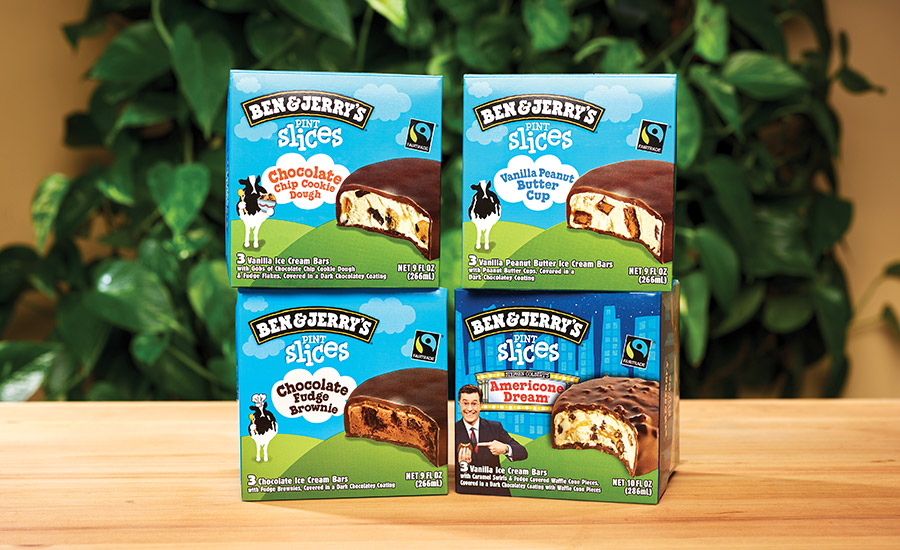 BEN & JERRY'S
PINT
slices
FAIRTRADE
Chocolate
Chip Cookie
Dough
3 Vanilla Ice Cream Bars
with Gobs of Chocolate Chip Cookie Dough
& Fudge Flakes, Covered in a Dark Chocolatey Coating
NET 9 FL OZ
(266mL)
BEN & JERRY'S
PINT
slices
FAIRTRADE
Vanilla Peanut
Butter
Cup
3 Vanilla Peanut Butter Ice Cream Bars
with Peanut Butter Cups, Covered in a
Dark Chocolatey Coating
NET 9 FL OZ
(266mL)
BEN & JERRY'S
PINT
slices
FAIRTRADE
Chocolate
Fudge
Brownie
3 Chocolate Ice Cream Bars
with Fudge Brownies, Covered in a Dark Chocolatey Coating
NET 9 FL OZ
(266mL)
BEN & JERRY'S
PINT
slices
FAIRTRADE
STEPHEN COLBERT'S
Americone
Dream
3 Vanilla Ice Cream Bars
with Caramel Swirls & Fudge Covered Waffle Cone Pieces,
Covered in a Dark Chocolatey Coating with Waffle Cone Pieces
NET 10 FL OZ
(286mL)